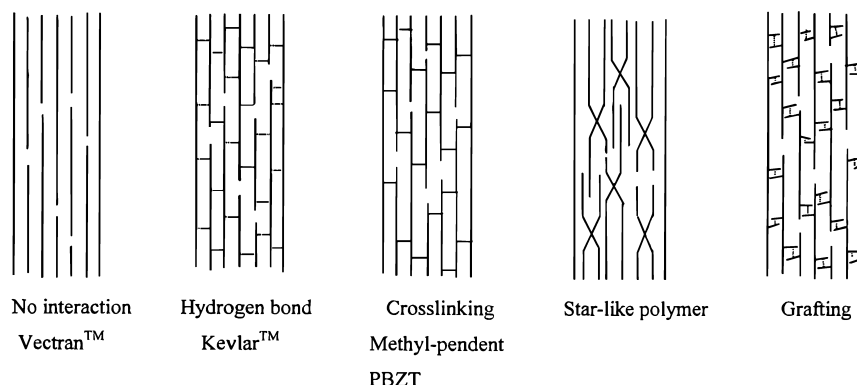 No interaction
Vectran™
Hydrogen bond
Kevlar™
Crosslinking
Methyl-pendent
PBZT
Star-like polymer
Grafting